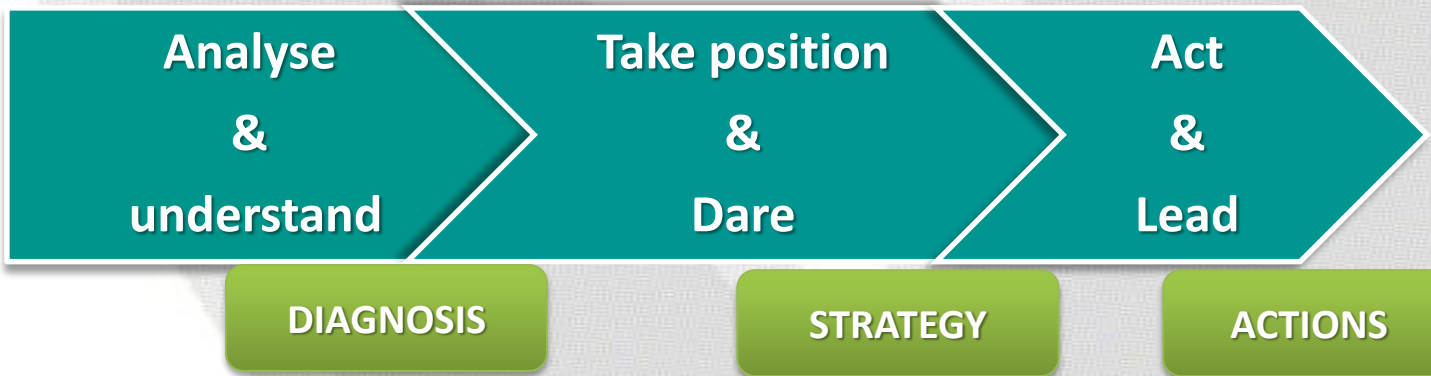 Analyse
&
understand
Take position
&
Dare
Act
&
Lead
DIAGNOSIS
STRATEGY
ACTIONS